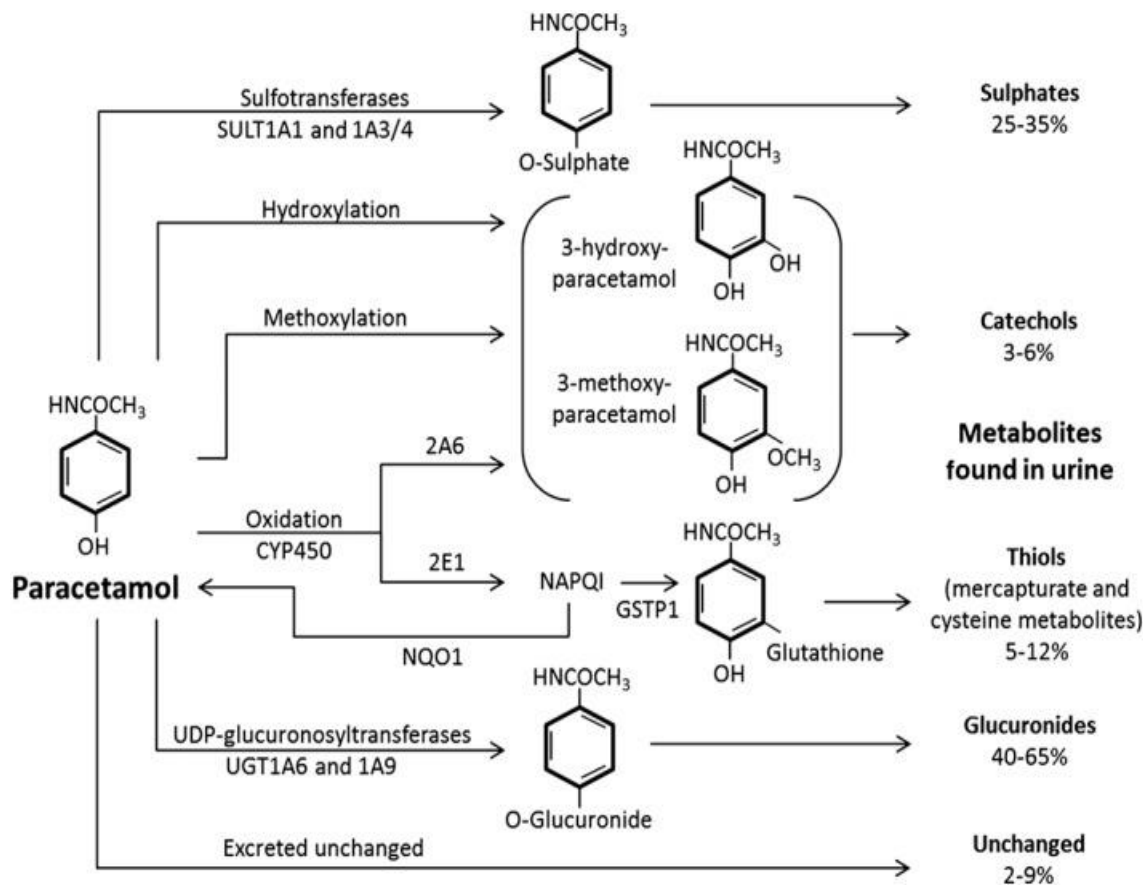 HNCOCH₃
Sulfotransferases
SULT1A1 and 1A3/4
O-Sulphate
Sulphates
25-35%
Hydroxylation
HNCOCH₃
3-hydroxy-
paracetamol
OH
OH
Methoxylation
HNCOCH₃
3-methoxy-
paracetamol
OCH₃
OH
Catechols
3-6%
HNCOCH₃
OH
Paracetamol
2A6
Oxidation
CYP450
2E1
NAPQI
GSTP1
NQO1
HNCOCH₃
Glutathione
OH
Metabolites
found in urine
Thiols
(mercapturate and
cysteine metabolites)
5-12%
UDP-glucuronosyltransferases
UGT1A6 and 1A9
HNCOCH₃
O-Glucuronide
Glucuronides
40-65%
Excreted unchanged
Unchanged
2-9%